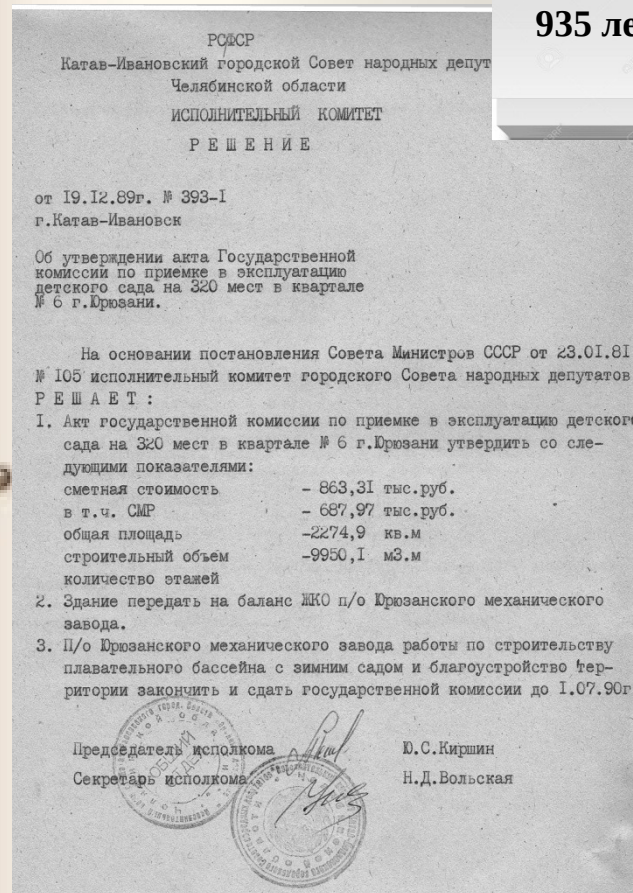 935 ле
РСФСР
Катав-Ивановский городской Совет народных депут
Челябинской области
ИСПОЛНИТЕЛЬНЫЙ КОМИТЕТ
Р Е Ш Е Н И Е
от 19.12.89г. № 393-1
г.Катав-Ивановск
Об утверждении акта Государственной
комиссии по приемке в эксплуатацию
детского сада на 320 мест в квартале
№ 6 г.Юрюзани.
На основании постановления Совета Министров СССР от 23.01.81
№ 105 исполнительный комитет городского Совета народных депутатов
Р Е Ш А Е Т :
1. Акт государственной комиссии по приемке в эксплуатацию детского
сада на 320 мест в квартале № 6 г.Юрюзани утвердить со сле-
дующими показателями:
сметная стоимость - 863,31 тыс.руб.
в т.ч. СМР - 687,97 тыс.руб.
общая площадь -2274,9 кв.м
строительный объем -9950,1 м3.м
количество этажей
2. Здание передать на баланс ЖКО п/о Юрюзанского механического
завода.
3. П/о Юрюзанского механического завода работы по строительству
плавательного бассейна с зимним садом и благоустройство тер-
ритории закончить и сдать государственной комиссии до 1.07.90г
Председатель исполкома Ю.С.Киршин
Секретарь исполкома Н.Д.Вольская
ОБЩИЙ
ОТДЕЛ